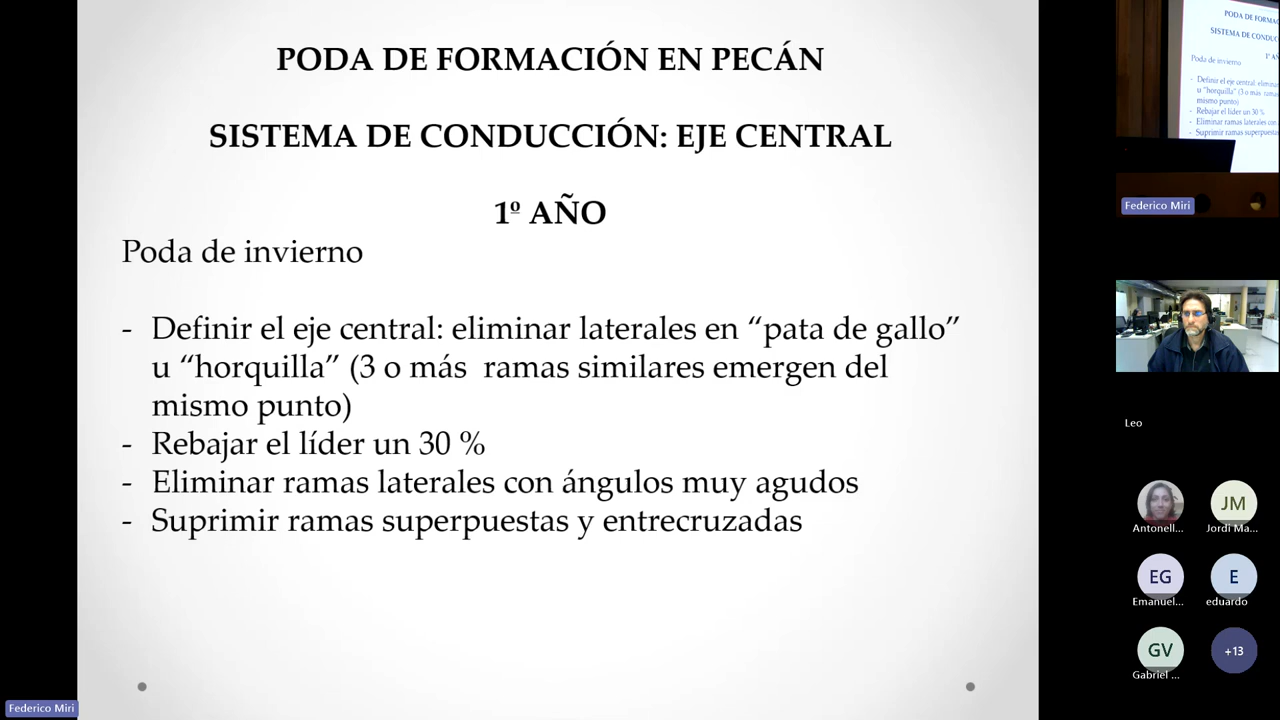 PODA DE FORMACIÓN EN PECÁN
SISTEMA DE CONDUCCIÓN: EJE CENTRAL
1º AÑO
Poda de invierno
- Definir el eje central: eliminar laterales en “pata de gallo”
u “horquilla” (3 o más ramas similares emergen del
mismo punto)
- Rebajar el líder un 30 %
- Eliminar ramas laterales con ángulos muy agudos
- Suprimir ramas superpuestas y entrecruzadas
Federico Miri
PODA DE FORMA
SISTEMA DE CONDUC
1º A
Poda de invierno
- Definir el eje central: elimina
u "horquilla" (3 o más rama
mismo punto)
- Rebajar el líder un 30 %
- Eliminar ramas laterales con
- Suprimir ramas superpuesta
Federico Miri
Leo
Antonell...
JM
Jordi Ma...
EG
Emanuel...
E
eduardo
GV
Gabriel ...
+13